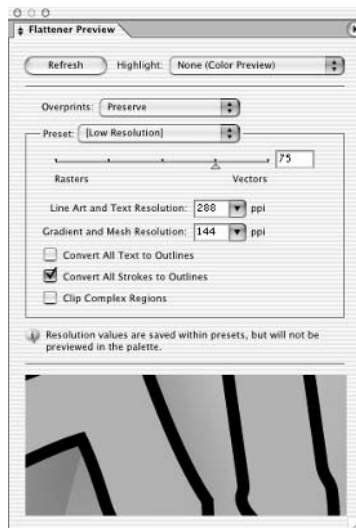 Flattener Preview
Refresh Highlight: None (Color Preview)
Overprints: Preserve
Preset: [Low Resolution]
75
Rasters Vectors
Line Art and Text Resolution: 288 ppi
Gradient and Mesh Resolution: 144 ppi
Convert All Text to Outlines
Convert All Strokes to Outlines
Clip Complex Regions
Resolution values are saved within presets, but will not be
previewed in the palette.